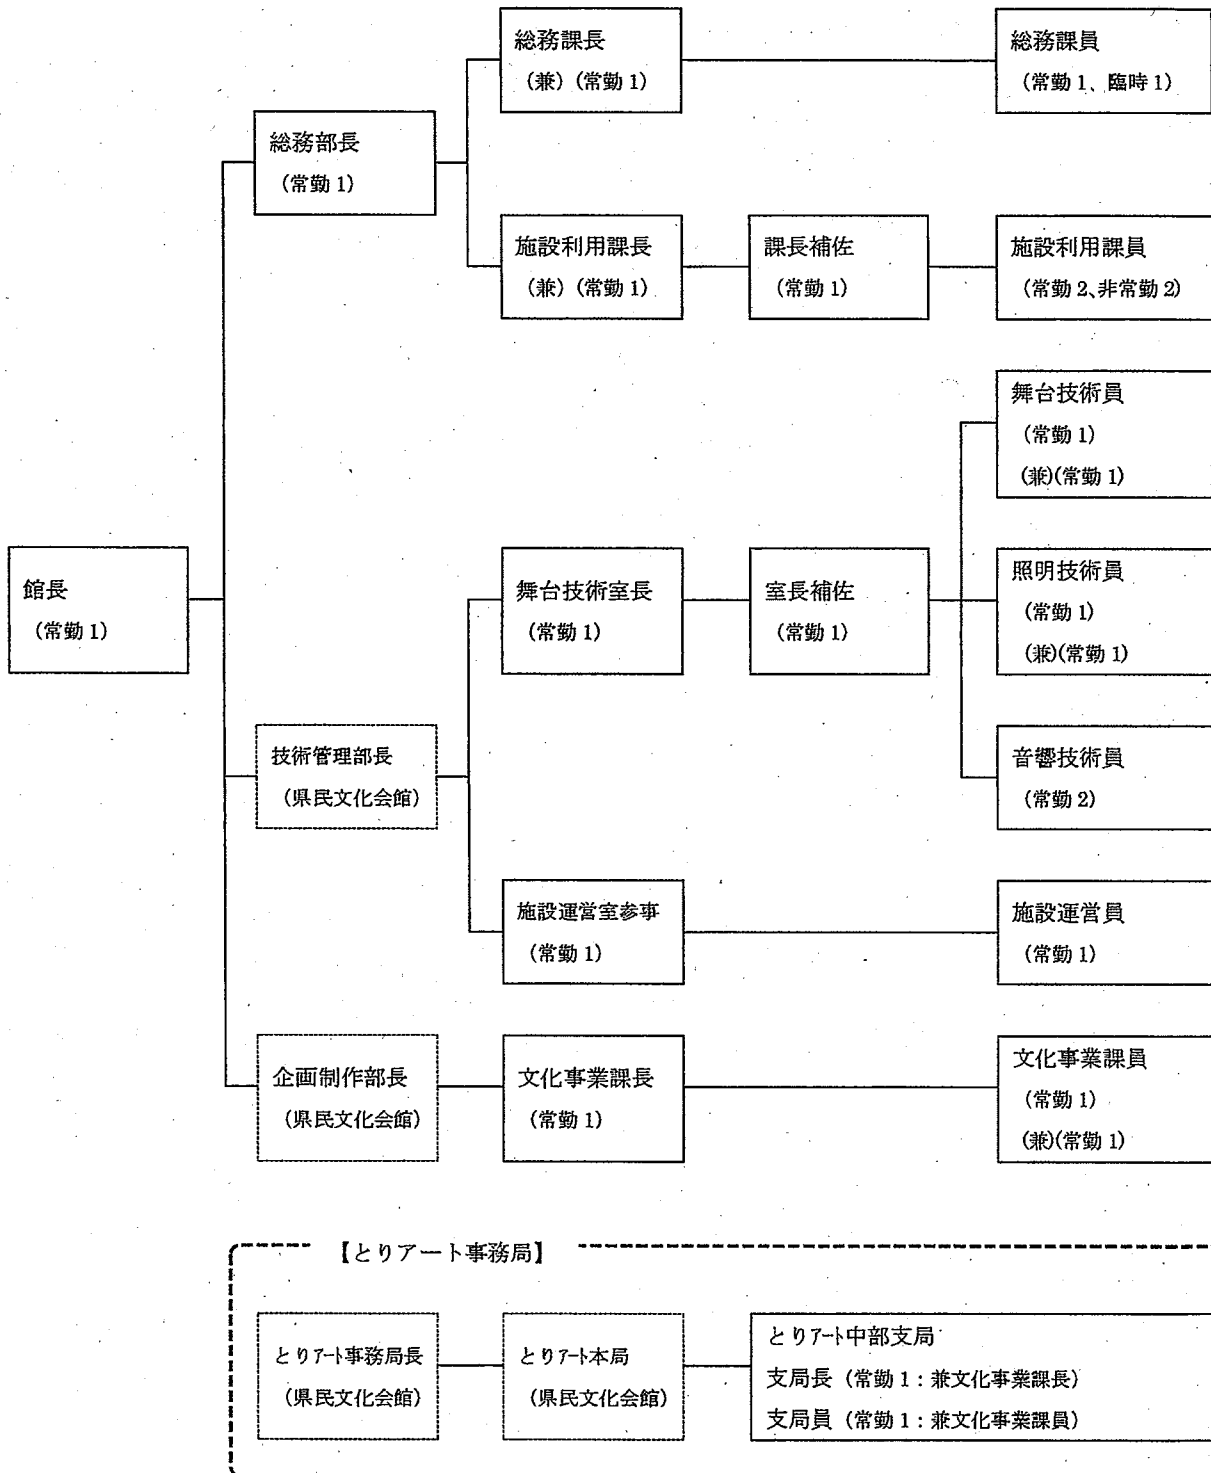 総務課長
(兼)(常勤 1)
総務課員
(常勤 1、臨時 1)
総務部長
(常勤 1)
施設利用課長
(兼)(常勤 1)
課長補佐
(常勤 1)
施設利用課員
(常勤 2、非常勤 2)
舞台技術員
(常勤 1)
(兼)(常勤 1)
館長
(常勤 1)
舞台技術室長
(常勤 1)
室長補佐
(常勤 1)
照明技術員
(常勤 1)
(兼)(常勤 1)
技術管理部長
(県民文化会館)
音響技術員
(常勤 2)
施設運営室参事
(常勤 1)
施設運営員
(常勤 1)
企画制作部長
(県民文化会館)
文化事業課長
(常勤 1)
文化事業課員
(常勤 1)
(兼)(常勤 1)
【とりアート事務局】
とりアート事務局長
(県民文化会館)
とりアート本局
(県民文化会館)
とりアート中部支局
支局長(常勤 1:兼文化事業課長)
支局員(常勤 1:兼文化事業課員)